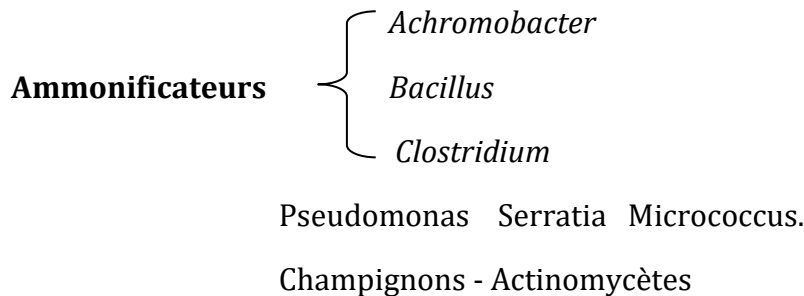 Achromobacter
Ammonificateurs Bacillus
Clostridium
Pseudomonas Serratia Micrococcus.
Champignons - Actinomycètes